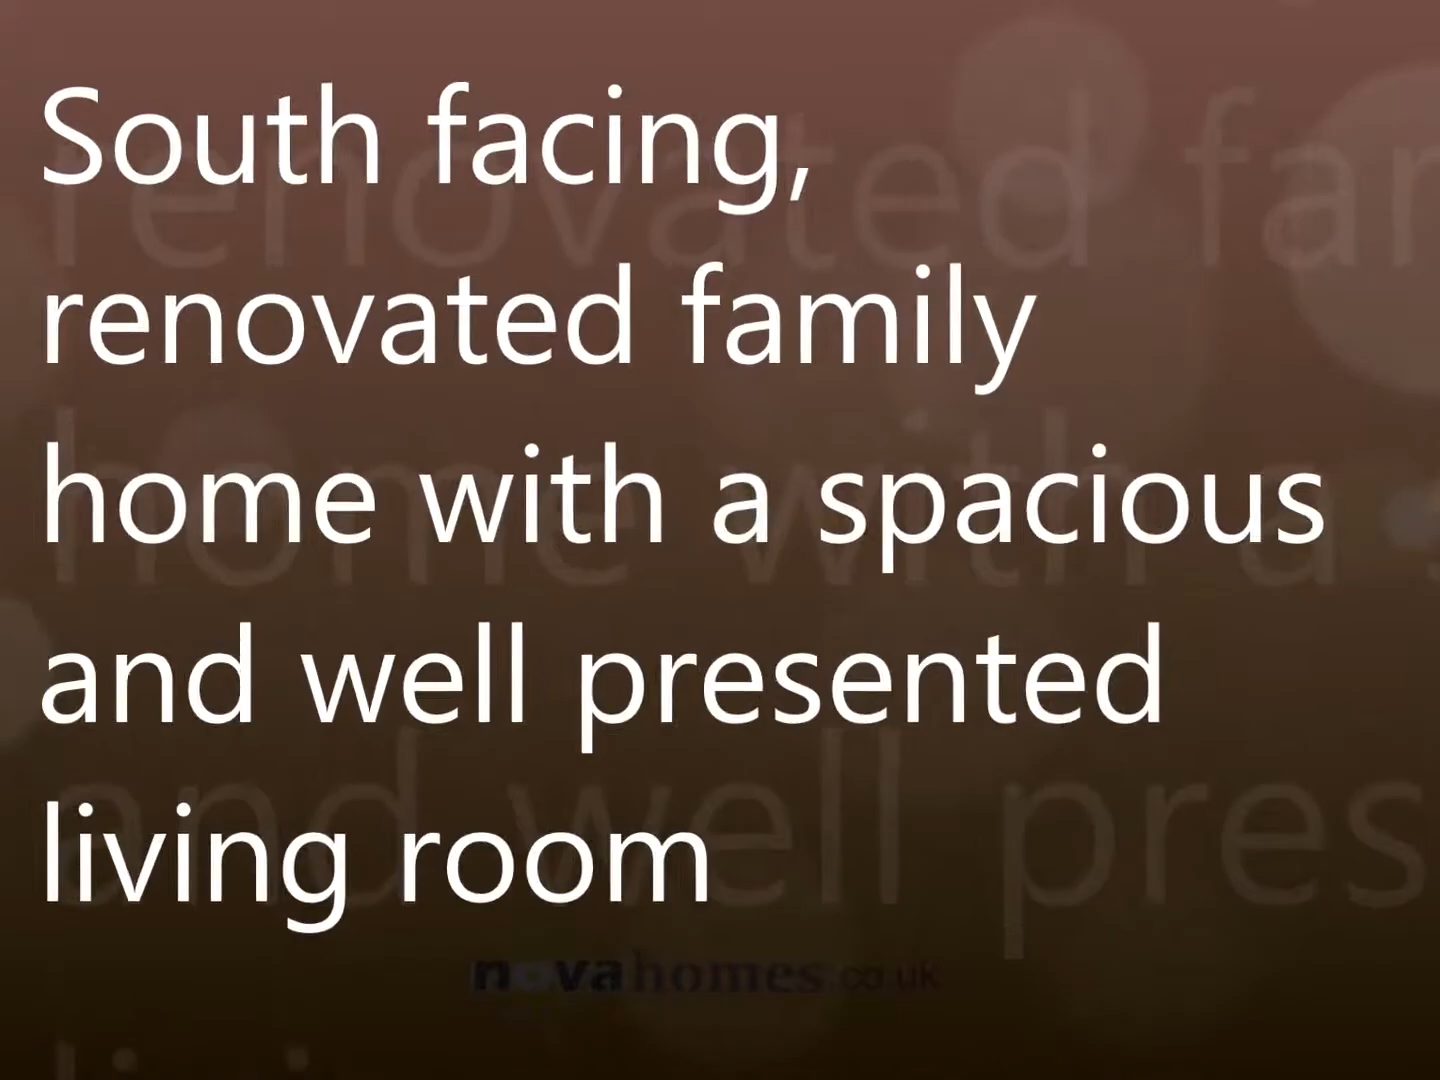 South facing,
renovated family
home with a spacious
and well presented
living room
novahomes.co.uk